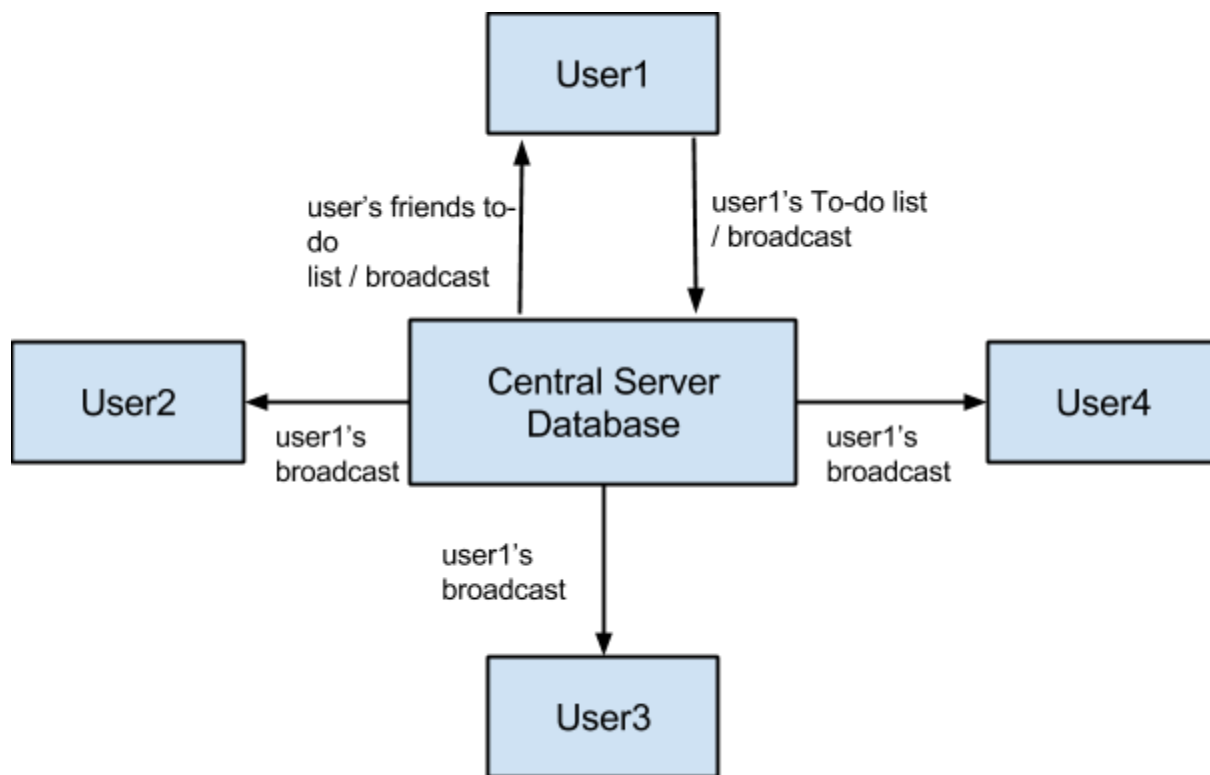 User1
user’s friends to-
do
list / broadcast
user1’s To-do list
/ broadcast
User2
Central Server
Database
User4
user1’s
broadcast
user1’s
broadcast
user1’s
broadcast
User3